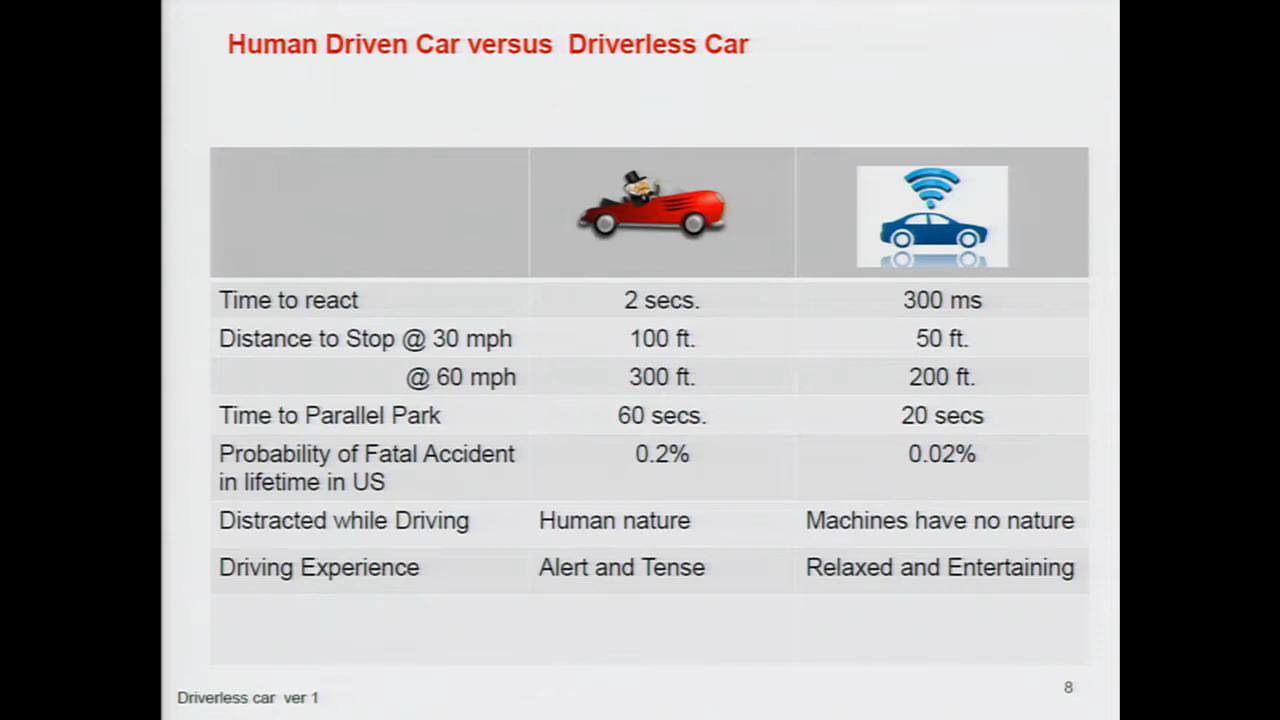 Human Driven Car versus Driverless Car
Time to react 2 secs. 300 ms
Distance to Stop @ 30 mph 100 ft. 50 ft.
@ 60 mph 300 ft. 200 ft.
Time to Parallel Park 60 secs. 20 secs
Probability of Fatal Accident 0.2% 0.02%
in lifetime in US
Distracted while Driving Human nature Machines have no nature
Driving Experience Alert and Tense Relaxed and Entertaining
Driverless car ver 1
8